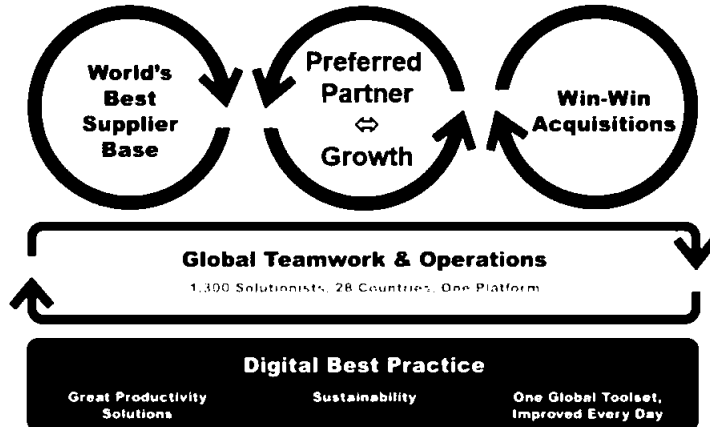 World's
Best
Supplier
Base
Preferred
Partner
⇔
Growth
Win-Win
Acquisitions
Global Teamwork & Operations
1,300 Solutionists, 28 Countries, One Platform
Digital Best Practice
Great Productivity
Solutions
Sustainability
One Global Toolset,
Improved Every Day